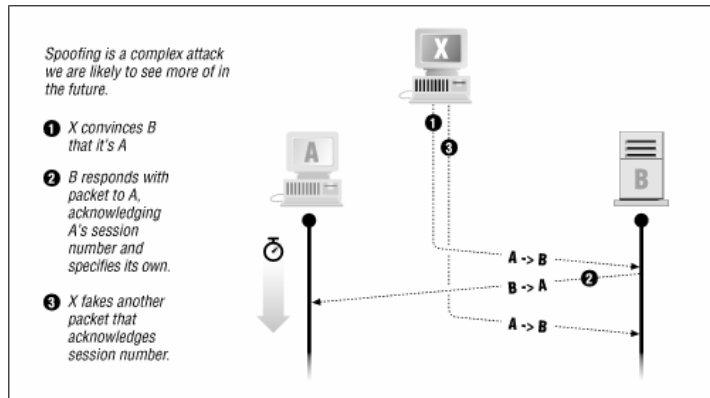 Spoofing is a complex attack
we are likely to see more of in
the future.
1 X convinces B
that it's A
2 B responds with
packet to A,
acknowledging
A's session
number and
specifies its own.
3 X fakes another
packet that
acknowledges
session number.
X
1
3
A
B
A -> B
B -> A 2
A -> B